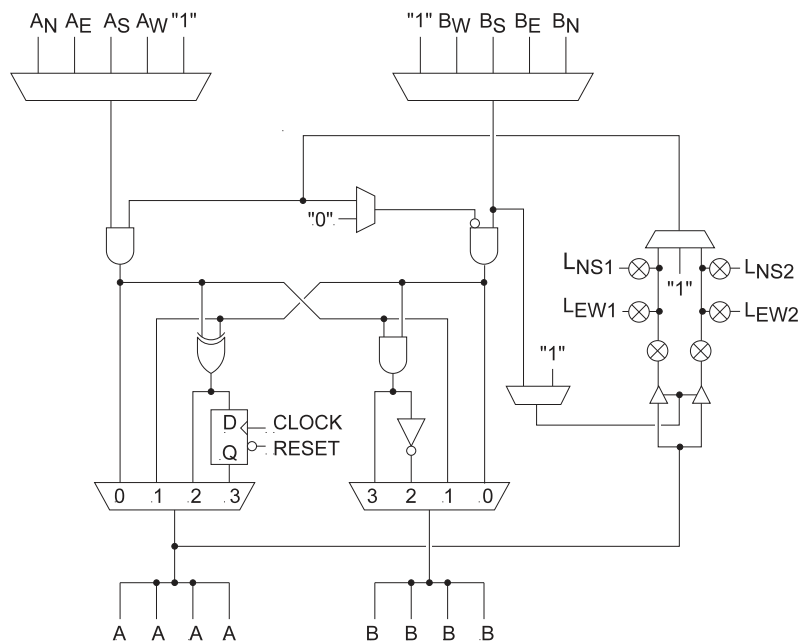 AN AE AS AW "1"
"1" BW BS BE BN
"0"
LNS1
"1"
LNS2
LEW1
LEW2
"1"
D
CLOCK
Q
RESET
0 1 2 3
3 2 1 0
A A A A
B B B B